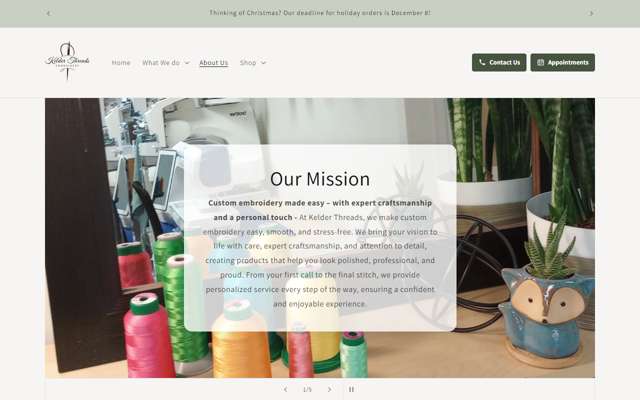 Thinking of Christmas? Our deadline for holiday orders is December 8!
Kelder Threads
EMBROIDERY
Home
What We do
About Us
Shop
Contact Us
Appointments
Our Mission
Custom embroidery made easy – with expert craftsmanship
and a personal touch - At Kelder Threads, we make custom
embroidery easy, smooth, and stress-free. We bring your vision to
life with care, expert craftsmanship, and attention to detail,
creating products that help you look polished, professional, and
proud. From your first call to the final stitch, we provide
personalized service every step of the way, ensuring a confident
and enjoyable experience.
1/5